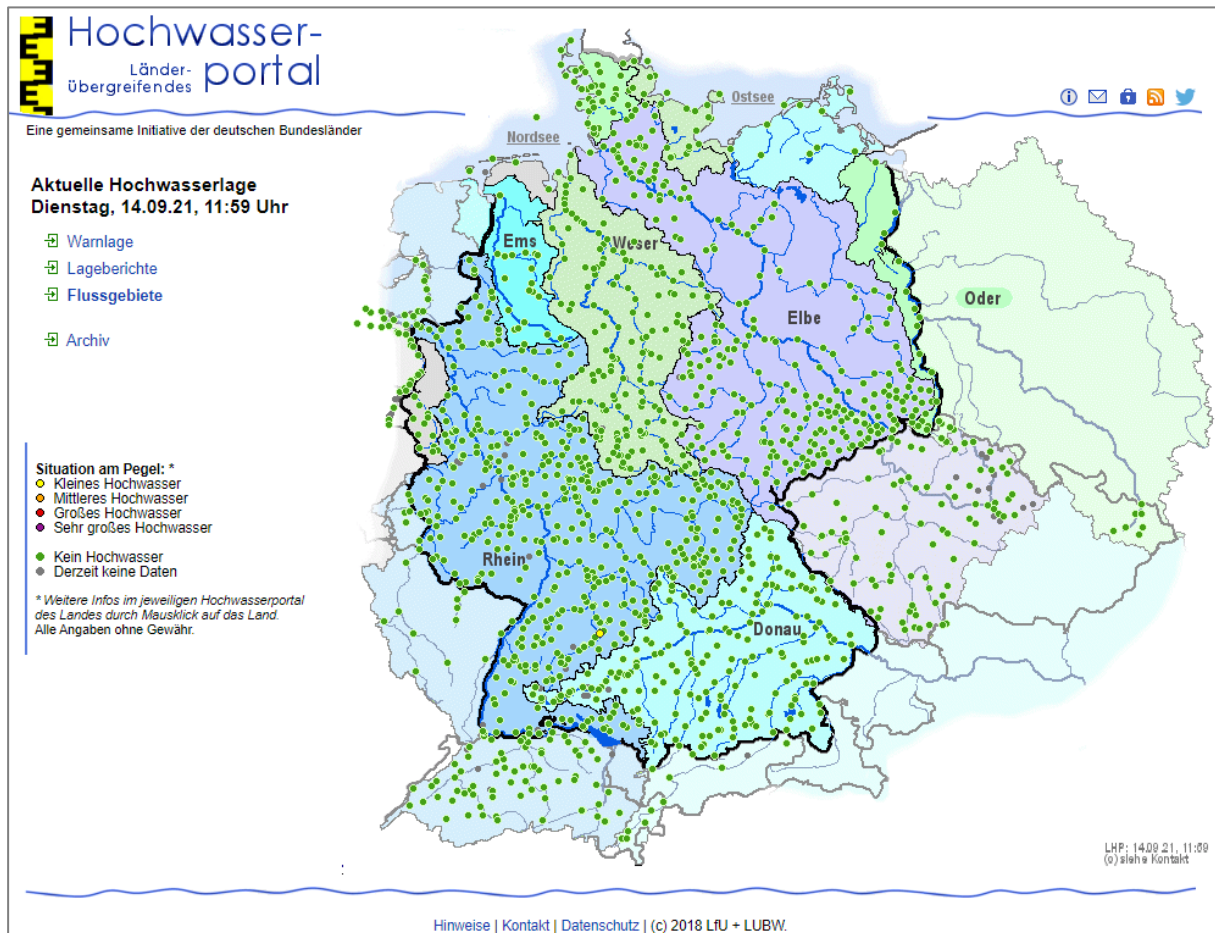 Hochwasser-
Länder-
übergreifendes portal
Eine gemeinsame Initiative der deutschen Bundesländer
Aktuelle Hochwasserlage
Dienstag, 14.09.21, 11:59 Uhr
Warnlage
Lageberichte
Flussgebiete
Archiv
Situation am Pegel: *
Kleines Hochwasser
Mittleres Hochwasser
Großes Hochwasser
Sehr großes Hochwasser
Kein Hochwasser
Derzeit keine Daten
* Weitere Infos im jeweiligen Hochwasserportal
des Landes durch Mausklick auf das Land.
Alle Angaben ohne Gewähr.
Ostsee
Nordsee
Ems
Weser
Oder
Elbe
Rhein
Donau
LHP: 14.09.21, 11:59
(c) siehe Kontakt
:
Hinweise | Kontakt | Datenschutz | (c) 2018 LfU + LUBW.